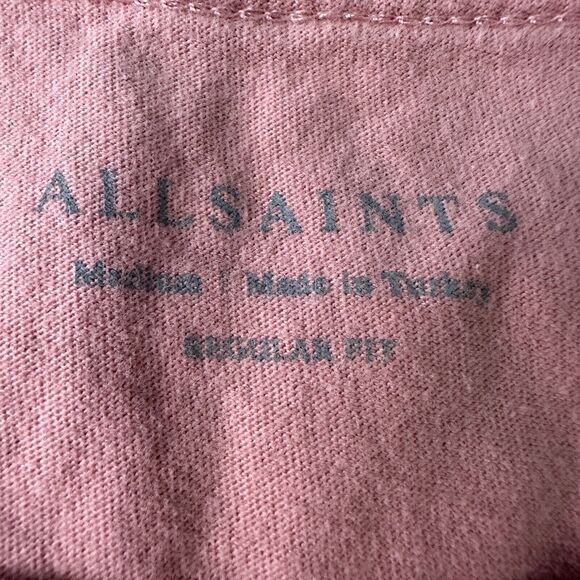 ALLSAINTS
Medium | Made in Turkey
REGULAR FIT